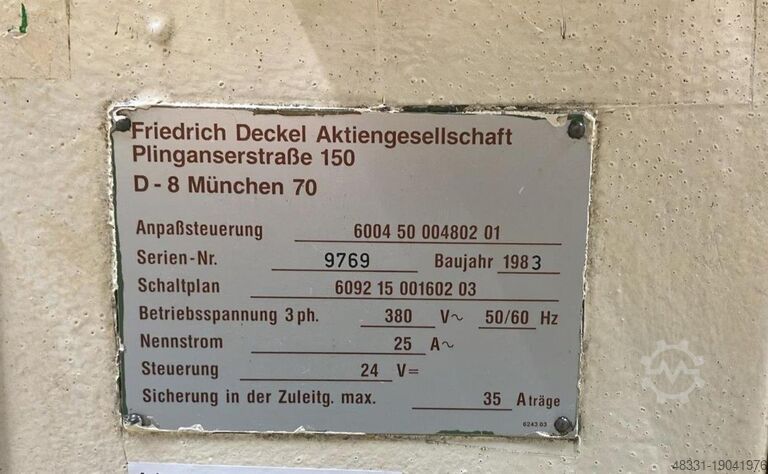 Friedrich Deckel Aktiengesellschaft
Plinganserstraße 150
D - 8 München 70
Anpaßsteuerung 6004 50 004802 01
Serien-Nr. 9769 Baujahr 1983
Schaltplan 6092 15 001602 03
Betriebsspannung 3 ph. 380 V~ 50/60 Hz
Nennstrom 25 A~
Steuerung 24 V=
Sicherung in der Zuleitg. max. 35 A träge
6243 03
48331-19041976